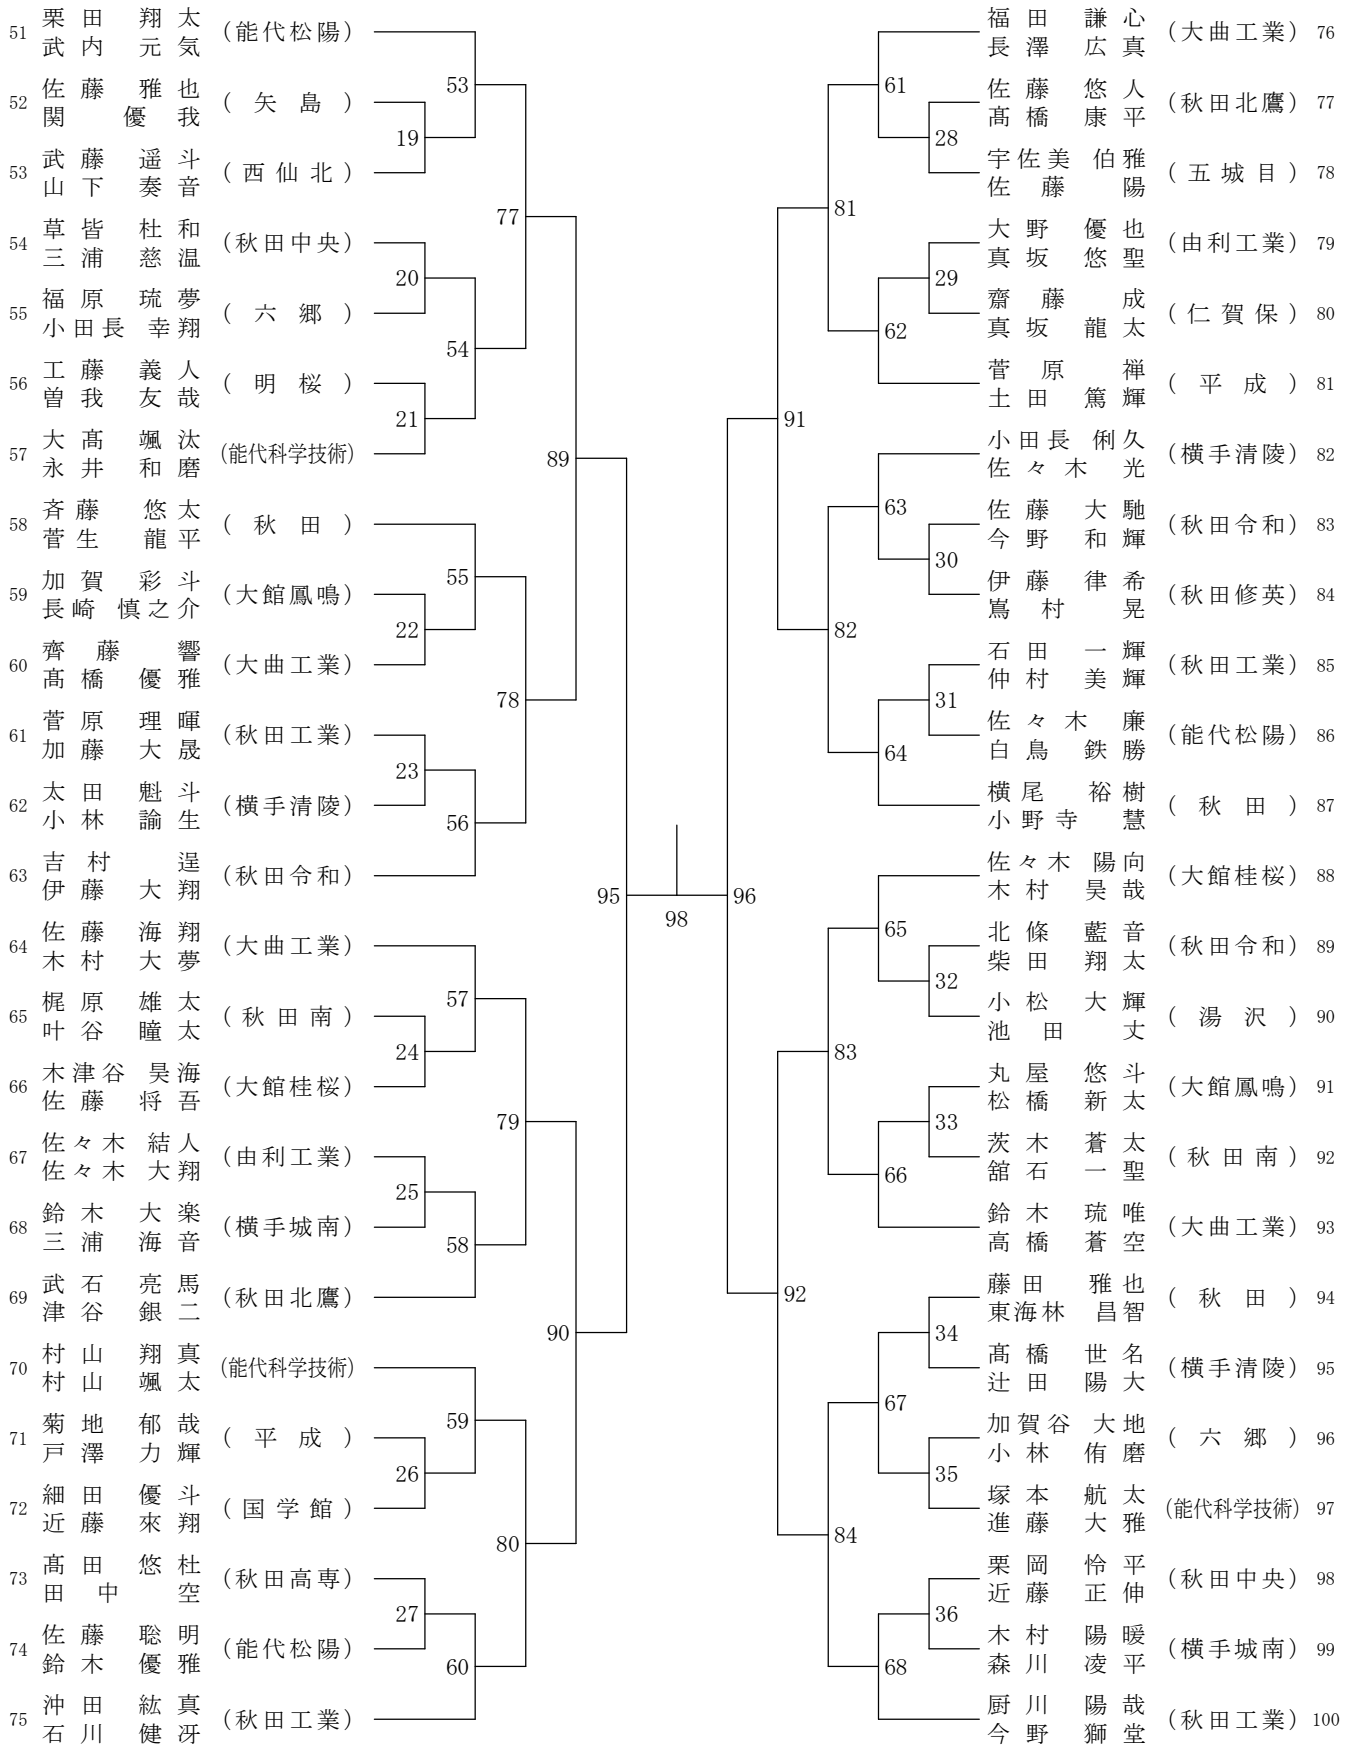 51 栗田 翔太 (能代松陽)
武内 元気
52 佐藤 雅也 (矢島)
関 優我
53 武藤 遥斗 (西仙北)
山下 奏音
54 草皆 杜和 (秋田中央)
三浦 慈温
55 福原 琉夢 (六郷)
小田長 幸翔
56 工藤 義人 (明桜)
曽我 友哉
57 大髙 颯汰 (能代科学技術)
永井 和磨
58 斉藤 悠太 (秋田)
菅生 龍平
59 加賀 彩斗 (大館鳳鳴)
長崎 慎之介
60 齊藤 響 (大曲工業)
髙橋 優雅
61 菅原 理暉 (秋田工業)
加藤 大晟
62 太田 魁斗 (横手清陵)
小林 諭生
63 吉村 逞 (秋田令和)
伊藤 大翔
64 佐藤 海翔 (大曲工業)
木村 大夢
65 梶原 雄太 (秋田南)
叶谷 瞳太
66 木津谷 昊海 (大館桂桜)
佐藤 将吾
67 佐々木 結人 (由利工業)
佐々木 大翔
68 鈴木 大楽 (横手城南)
三浦 海音
69 武石 亮馬 (秋田北鷹)
津谷 銀二
70 村山 翔真 (能代科学技術)
村山 颯太
71 菊地 郁哉 (平成)
戸澤 力輝
72 細田 優斗 (国学館)
近藤 來翔
73 髙田 悠杜 (秋田高専)
田中 空
74 佐藤 聡明 (能代松陽)
鈴木 優雅
75 沖田 紘真 (秋田工業)
石川 健冴
53
19
77
20
54
21
89
55
22
78
23
56
95
57
24
79
25
58
90
59
26
80
27
60
98
96
61
28
81
29
62
91
63
30
82
31
64
65
32
83
33
66
92
34
67
35
84
36
68
福田 謙心 (大曲工業) 76
長澤 広真
佐藤 悠人 (秋田北鷹) 77
髙橋 康平
宇佐美 伯雅 (五城目) 78
佐藤 陽
大野 優也 (由利工業) 79
真坂 悠聖
齋藤 成 (仁賀保) 80
真坂 龍太
菅原 禅 (平成) 81
土田 篤輝
小田長 俐久 (横手清陵) 82
佐々木 光
佐藤 大馳 (秋田令和) 83
今野 和輝
伊藤 律希 (秋田修英) 84
嶌村 晃
石田 一輝 (秋田工業) 85
仲村 美輝
佐々木 廉 (能代松陽) 86
白鳥 鉄勝
横尾 裕樹 (秋田) 87
小野寺 慧
佐々木 陽向 (大館桂桜) 88
木村 昊哉
北條 藍音 (秋田令和) 89
柴田 翔太
小松 大輝 (湯沢) 90
池田 丈
丸屋 悠斗 (大館鳳鳴) 91
松橋 新太
茨木 蒼太 (秋田南) 92
舘石 一聖
鈴木 琉唯 (大曲工業) 93
高橋 蒼空
藤田 雅也 (秋田) 94
東海林 昌智
髙橋 世名 (横手清陵) 95
辻田 陽大
加賀谷 大地 (六郷) 96
小林 侑磨
塚本 航太 (能代科学技術) 97
進藤 大雅
栗岡 怜平 (秋田中央) 98
近藤 正伸
木村 陽暖 (横手城南) 99
森川 凌平
厨川 陽哉 (秋田工業) 100
今野 獅堂